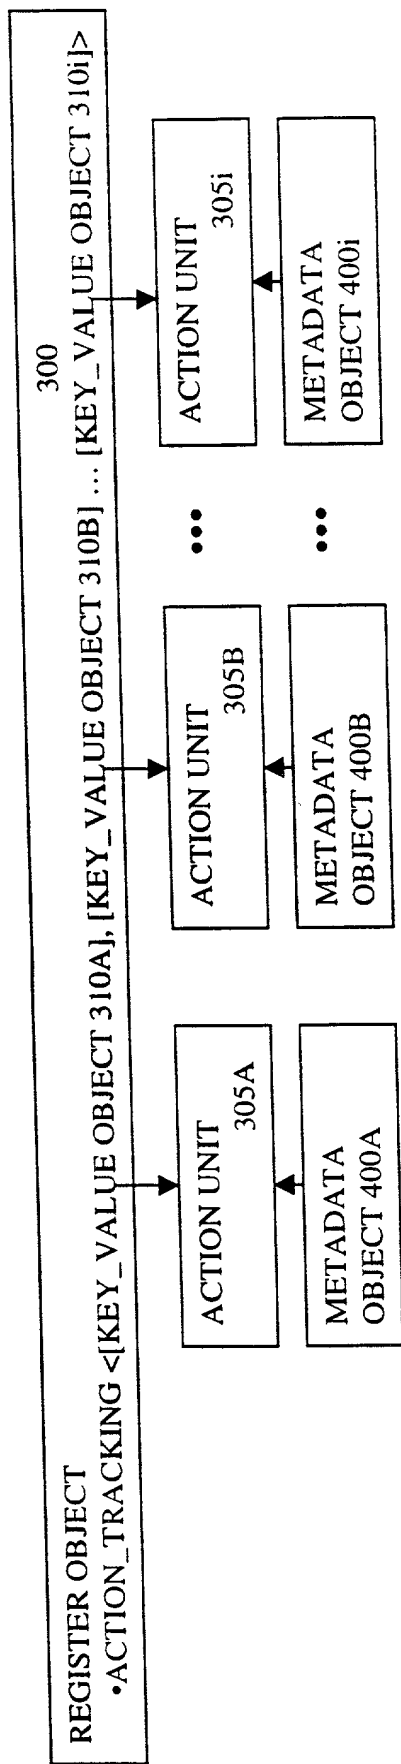 REGISTER OBJECT
300
•ACTION_TRACKING <[KEY_VALUE OBJECT 310A], [KEY_VALUE OBJECT 310B] ... [KEY_VALUE OBJECT 310i]>
ACTION UNIT
305A
ACTION UNIT
305B
•••
ACTION UNIT
305i
METADATA
OBJECT 400A
METADATA
OBJECT 400B
•••
METADATA
OBJECT 400i